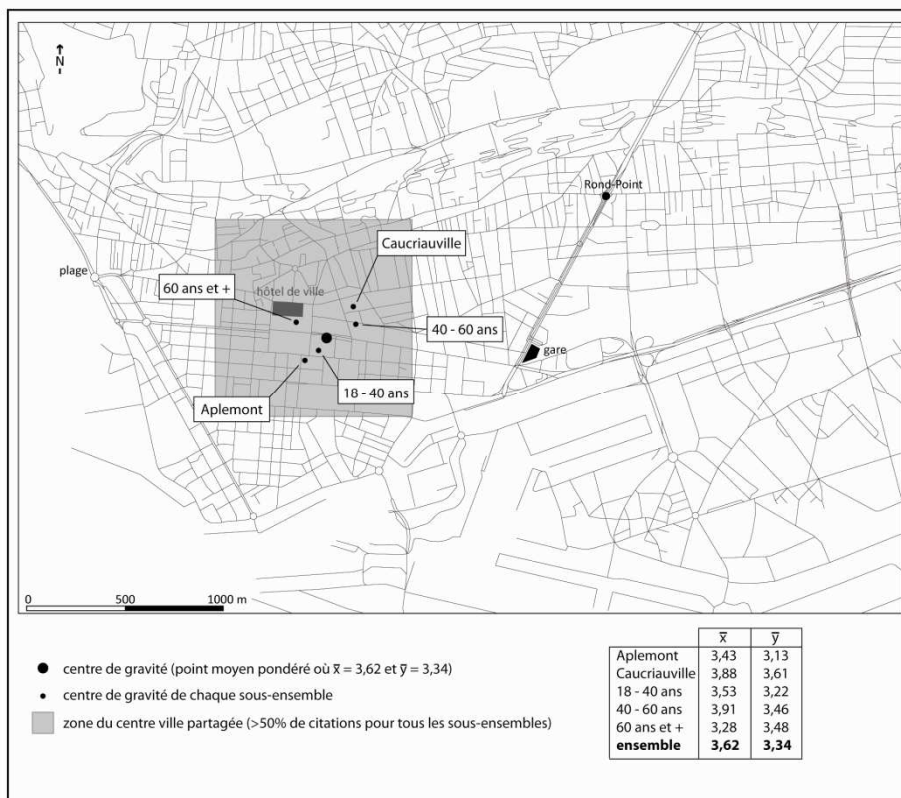 N
Rond-Point
Caucriauville
plage
60 ans et +
hôtel de ville
40 - 60 ans
gare
18 - 40 ans
Aplemont
0 500 1000 m
centre de gravité (point moyen pondéré où x̅ = 3,62 et y̅ = 3,34)
centre de gravité de chaque sous-ensemble
zone du centre ville partagée (>50% de citations pour tous les sous-ensembles)
x̅ y̅
Aplemont 3,43 3,13
Caucriauville 3,88 3,61
18 - 40 ans 3,53 3,22
40 - 60 ans 3,91 3,46
60 ans et + 3,28 3,48
ensemble 3,62 3,34